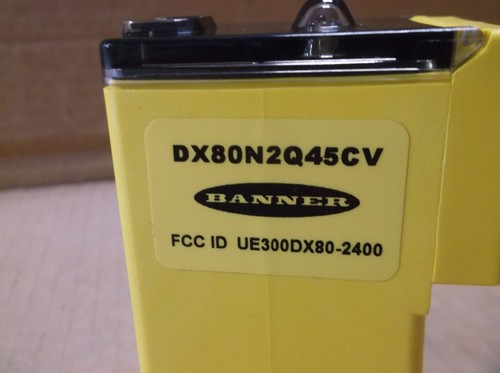 DX80N2Q45CV
BANNER
FCC ID UE300DX80-2400